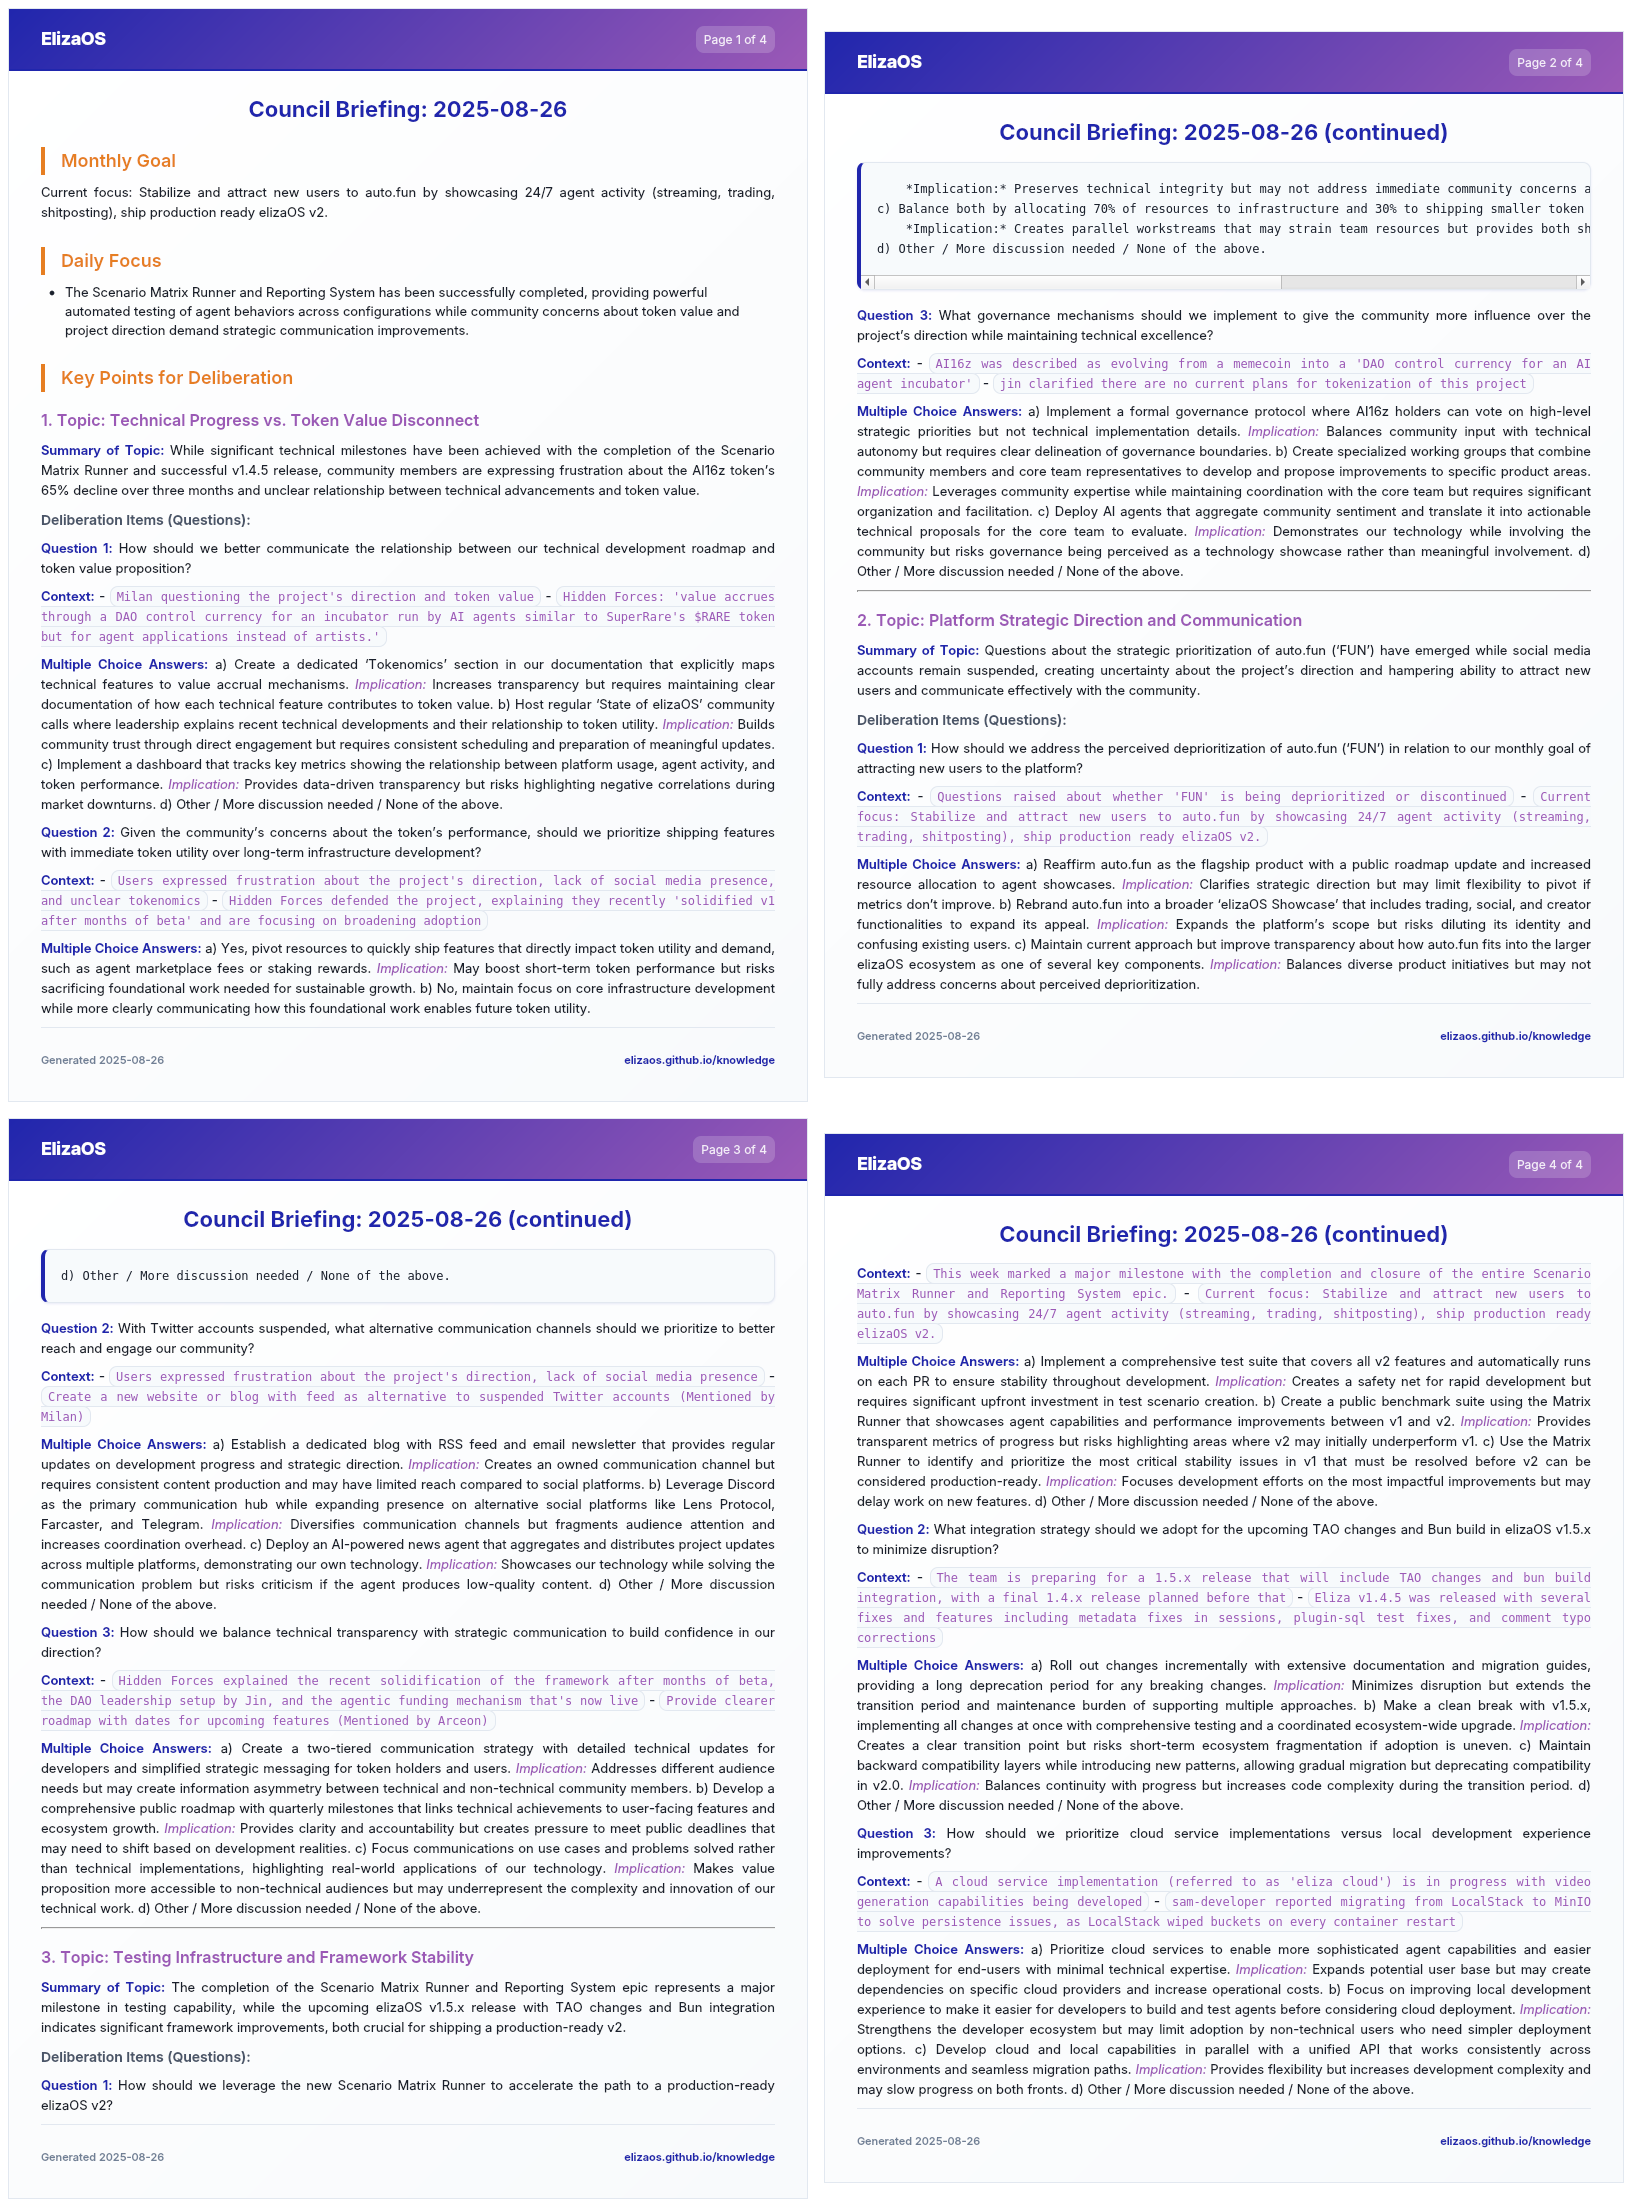 ElizaOS
Page 1 of 4
Council Briefing: 2025-08-26
Monthly Goal
Current focus: Stabilize and attract new users to auto.fun by showcasing 24/7 agent activity (streaming, trading,
shitposting), ship production ready elizaOS v2.
Daily Focus
• The Scenario Matrix Runner and Reporting System has been successfully completed, providing powerful
automated testing of agent behaviors across configurations while community concerns about token value and
project direction demand strategic communication improvements.
Key Points for Deliberation
1. Topic: Technical Progress vs. Token Value Disconnect
Summary of Topic: While significant technical milestones have been achieved with the completion of the Scenario
Matrix Runner and successful v1.4.5 release, community members are expressing frustration about the AI16z token’s
65% decline over three months and unclear relationship between technical advancements and token value.
Deliberation Items (Questions):
Question 1: How should we better communicate the relationship between our technical development roadmap and
token value proposition?
Context: - Milan questioning the project's direction and token value - Hidden Forces: 'value accrues
through a DAO control currency for an incubator run by AI agents similar to SuperRare's $RARE token
but for agent applications instead of artists.'
Multiple Choice Answers: a) Create a dedicated ‘Tokenomics’ section in our documentation that explicitly maps
technical features to value accrual mechanisms. Implication: Increases transparency but requires maintaining clear
documentation of how each technical feature contributes to token value. b) Host regular ‘State of elizaOS’ community
calls where leadership explains recent technical developments and their relationship to token utility. Implication: Builds
community trust through direct engagement but requires consistent scheduling and preparation of meaningful updates.
c) Implement a dashboard that tracks key metrics showing the relationship between platform usage, agent activity, and
token performance. Implication: Provides data-driven transparency but risks highlighting negative correlations during
market downturns. d) Other / More discussion needed / None of the above.
Question 2: Given the community’s concerns about the token’s performance, should we prioritize shipping features
with immediate token utility over long-term infrastructure development?
Context: - Users expressed frustration about the project's direction, lack of social media presence,
and unclear tokenomics - Hidden Forces defended the project, explaining they recently 'solidified v1
after months of beta' and are focusing on broadening adoption
Multiple Choice Answers: a) Yes, pivot resources to quickly ship features that directly impact token utility and demand,
such as agent marketplace fees or staking rewards. Implication: May boost short-term token performance but risks
sacrificing foundational work needed for sustainable growth. b) No, maintain focus on core infrastructure development
while more clearly communicating how this foundational work enables future token utility.
Generated 2025-08-26
elizaos.github.io/knowledge
ElizaOS
Page 2 of 4
Council Briefing: 2025-08-26 (continued)
*Implication:* Preserves technical integrity but may not address immediate community concerns a
c) Balance both by allocating 70% of resources to infrastructure and 30% to shipping smaller token
*Implication:* Creates parallel workstreams that may strain team resources but provides both sh
d) Other / More discussion needed / None of the above.
Question 3: What governance mechanisms should we implement to give the community more influence over the
project’s direction while maintaining technical excellence?
Context: - AI16z was described as evolving from a memecoin into a 'DAO control currency for an AI
agent incubator' - jin clarified there are no current plans for tokenization of this project
Multiple Choice Answers: a) Implement a formal governance protocol where AI16z holders can vote on high-level
strategic priorities but not technical implementation details. Implication: Balances community input with technical
autonomy but requires clear delineation of governance boundaries. b) Create specialized working groups that combine
community members and core team representatives to develop and propose improvements to specific product areas.
Implication: Leverages community expertise while maintaining coordination with the core team but requires significant
organization and facilitation. c) Deploy AI agents that aggregate community sentiment and translate it into actionable
technical proposals for the core team to evaluate. Implication: Demonstrates our technology while involving the
community but risks governance being perceived as a technology showcase rather than meaningful involvement. d)
Other / More discussion needed / None of the above.
2. Topic: Platform Strategic Direction and Communication
Summary of Topic: Questions about the strategic prioritization of auto.fun (‘FUN’) have emerged while social media
accounts remain suspended, creating uncertainty about the project’s direction and hampering ability to attract new
users and communicate effectively with the community.
Deliberation Items (Questions):
Question 1: How should we address the perceived deprioritization of auto.fun (‘FUN’) in relation to our monthly goal of
attracting new users to the platform?
Context: - Questions raised about whether 'FUN' is being deprioritized or discontinued - Current
focus: Stabilize and attract new users to auto.fun by showcasing 24/7 agent activity (streaming,
trading, shitposting), ship production ready elizaOS v2.
Multiple Choice Answers: a) Reaffirm auto.fun as the flagship product with a public roadmap update and increased
resource allocation to agent showcases. Implication: Clarifies strategic direction but may limit flexibility to pivot if
metrics don’t improve. b) Rebrand auto.fun into a broader ‘elizaOS Showcase’ that includes trading, social, and creator
functionalities to expand its appeal. Implication: Expands the platform’s scope but risks diluting its identity and
confusing existing users. c) Maintain current approach but improve transparency about how auto.fun fits into the larger
elizaOS ecosystem as one of several key components. Implication: Balances diverse product initiatives but may not
fully address concerns about perceived deprioritization.
Generated 2025-08-26
elizaos.github.io/knowledge
ElizaOS
Page 3 of 4
Council Briefing: 2025-08-26 (continued)
d) Other / More discussion needed / None of the above.
Question 2: With Twitter accounts suspended, what alternative communication channels should we prioritize to better
reach and engage our community?
Context: - Users expressed frustration about the project's direction, lack of social media presence -
Create a new website or blog with feed as alternative to suspended Twitter accounts (Mentioned by
Milan)
Multiple Choice Answers: a) Establish a dedicated blog with RSS feed and email newsletter that provides regular
updates on development progress and strategic direction. Implication: Creates an owned communication channel but
requires consistent content production and may have limited reach compared to social platforms. b) Leverage Discord
as the primary communication hub while expanding presence on alternative social platforms like Lens Protocol,
Farcaster, and Telegram. Implication: Diversifies communication channels but fragments audience attention and
increases coordination overhead. c) Deploy an AI-powered news agent that aggregates and distributes project updates
across multiple platforms, demonstrating our own technology. Implication: Showcases our technology while solving the
communication problem but risks criticism if the agent produces low-quality content. d) Other / More discussion
needed / None of the above.
Question 3: How should we balance technical transparency with strategic communication to build confidence in our
direction?
Context: - Hidden Forces explained the recent solidification of the framework after months of beta,
the DAO leadership setup by Jin, and the agentic funding mechanism that's now live - Provide clearer
roadmap with dates for upcoming features (Mentioned by Arceon)
Multiple Choice Answers: a) Create a two-tiered communication strategy with detailed technical updates for
developers and simplified strategic messaging for token holders and users. Implication: Addresses different audience
needs but may create information asymmetry between technical and non-technical community members. b) Develop a
comprehensive public roadmap with quarterly milestones that links technical achievements to user-facing features and
ecosystem growth. Implication: Provides clarity and accountability but creates pressure to meet public deadlines that
may need to shift based on development realities. c) Focus communications on use cases and problems solved rather
than technical implementations, highlighting real-world applications of our technology. Implication: Makes value
proposition more accessible to non-technical audiences but may underrepresent the complexity and innovation of our
technical work. d) Other / More discussion needed / None of the above.
3. Topic: Testing Infrastructure and Framework Stability
Summary of Topic: The completion of the Scenario Matrix Runner and Reporting System epic represents a major
milestone in testing capability, while the upcoming elizaOS v1.5.x release with TAO changes and Bun integration
indicates significant framework improvements, both crucial for shipping a production-ready v2.
Deliberation Items (Questions):
Question 1: How should we leverage the new Scenario Matrix Runner to accelerate the path to a production-ready
elizaOS v2?
Generated 2025-08-26
elizaos.github.io/knowledge
ElizaOS
Page 4 of 4
Council Briefing: 2025-08-26 (continued)
Context: - This week marked a major milestone with the completion and closure of the entire Scenario
Matrix Runner and Reporting System epic. - Current focus: Stabilize and attract new users to
auto.fun by showcasing 24/7 agent activity (streaming, trading, shitposting), ship production ready
elizaOS v2.
Multiple Choice Answers: a) Implement a comprehensive test suite that covers all v2 features and automatically runs
on each PR to ensure stability throughout development. Implication: Creates a safety net for rapid development but
requires significant upfront investment in test scenario creation. b) Create a public benchmark suite using the Matrix
Runner that showcases agent capabilities and performance improvements between v1 and v2. Implication: Provides
transparent metrics of progress but risks highlighting areas where v2 may initially underperform v1. c) Use the Matrix
Runner to identify and prioritize the most critical stability issues in v1 that must be resolved before v2 can be
considered production-ready. Implication: Focuses development efforts on the most impactful improvements but may
delay work on new features. d) Other / More discussion needed / None of the above.
Question 2: What integration strategy should we adopt for the upcoming TAO changes and Bun build in elizaOS v1.5.x
to minimize disruption?
Context: - The team is preparing for a 1.5.x release that will include TAO changes and bun build
integration, with a final 1.4.x release planned before that - Eliza v1.4.5 was released with several
fixes and features including metadata fixes in sessions, plugin-sql test fixes, and comment typo
corrections
Multiple Choice Answers: a) Roll out changes incrementally with extensive documentation and migration guides,
providing a long deprecation period for any breaking changes. Implication: Minimizes disruption but extends the
transition period and maintenance burden of supporting multiple approaches. b) Make a clean break with v1.5.x,
implementing all changes at once with comprehensive testing and a coordinated ecosystem-wide upgrade. Implication:
Creates a clear transition point but risks short-term ecosystem fragmentation if adoption is uneven. c) Maintain
backward compatibility layers while introducing new patterns, allowing gradual migration but deprecating compatibility
in v2.0. Implication: Balances continuity with progress but increases code complexity during the transition period. d)
Other / More discussion needed / None of the above.
Question 3: How should we prioritize cloud service implementations versus local development experience
improvements?
Context: - A cloud service implementation (referred to as 'eliza cloud') is in progress with video
generation capabilities being developed - sam-developer reported migrating from LocalStack to MinIO
to solve persistence issues, as LocalStack wiped buckets on every container restart
Multiple Choice Answers: a) Prioritize cloud services to enable more sophisticated agent capabilities and easier
deployment for end-users with minimal technical expertise. Implication: Expands potential user base but may create
dependencies on specific cloud providers and increase operational costs. b) Focus on improving local development
experience to make it easier for developers to build and test agents before considering cloud deployment. Implication:
Strengthens the developer ecosystem but may limit adoption by non-technical users who need simpler deployment
options. c) Develop cloud and local capabilities in parallel with a unified API that works consistently across
environments and seamless migration paths. Implication: Provides flexibility but increases development complexity and
may slow progress on both fronts. d) Other / More discussion needed / None of the above.
Generated 2025-08-26
elizaos.github.io/knowledge